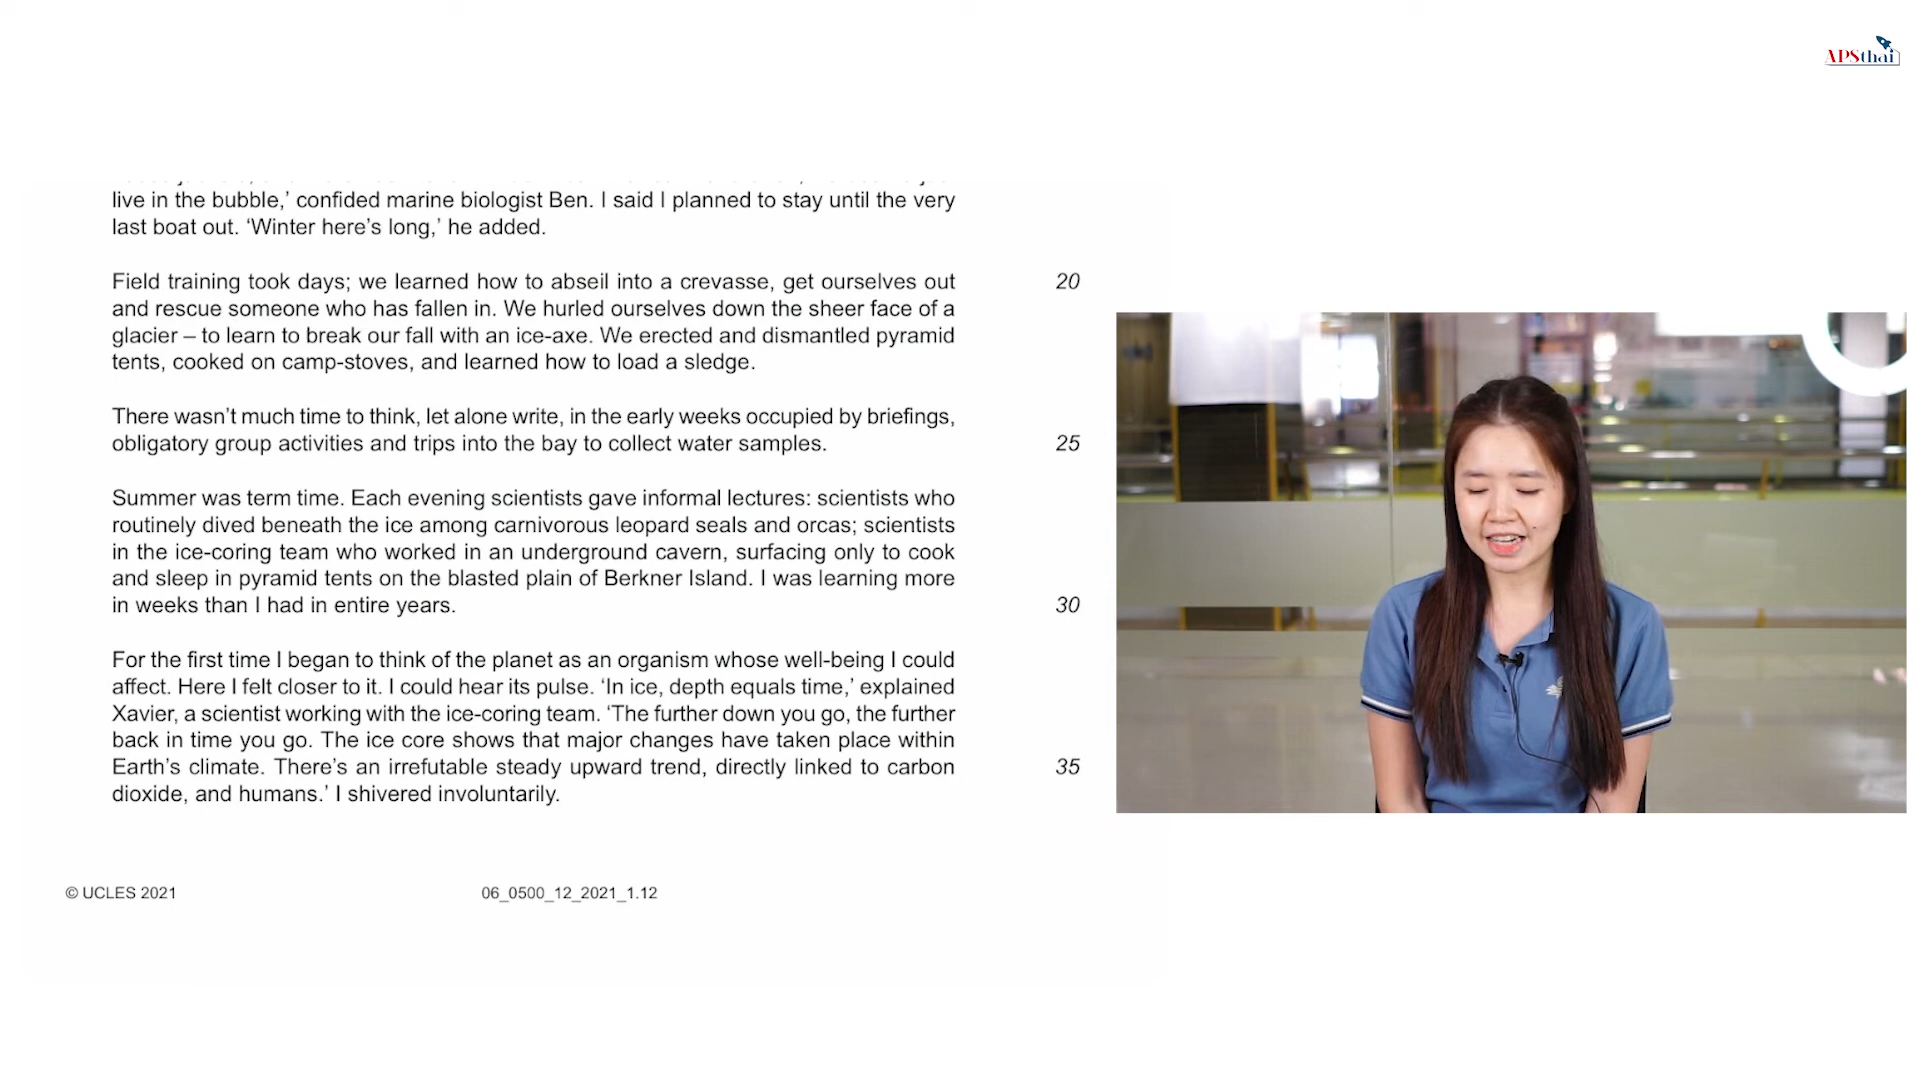 APSthai
live in the bubble,’ confided marine biologist Ben. I said I planned to stay until the very
last boat out. ‘Winter here’s long,’ he added.
Field training took days; we learned how to abseil into a crevasse, get ourselves out 20
and rescue someone who has fallen in. We hurled ourselves down the sheer face of a
glacier – to learn to break our fall with an ice-axe. We erected and dismantled pyramid
tents, cooked on camp-stoves, and learned how to load a sledge.
There wasn’t much time to think, let alone write, in the early weeks occupied by briefings,
obligatory group activities and trips into the bay to collect water samples. 25
Summer was term time. Each evening scientists gave informal lectures: scientists who
routinely dived beneath the ice among carnivorous leopard seals and orcas; scientists
in the ice-coring team who worked in an underground cavern, surfacing only to cook
and sleep in pyramid tents on the blasted plain of Berkner Island. I was learning more
in weeks than I had in entire years. 30
For the first time I began to think of the planet as an organism whose well-being I could
affect. Here I felt closer to it. I could hear its pulse. ‘In ice, depth equals time,’ explained
Xavier, a scientist working with the ice-coring team. ‘The further down you go, the further
back in time you go. The ice core shows that major changes have taken place within
Earth’s climate. There’s an irrefutable steady upward trend, directly linked to carbon 35
dioxide, and humans.’ I shivered involuntarily.
© UCLES 2021 06_0500_12_2021_1.12